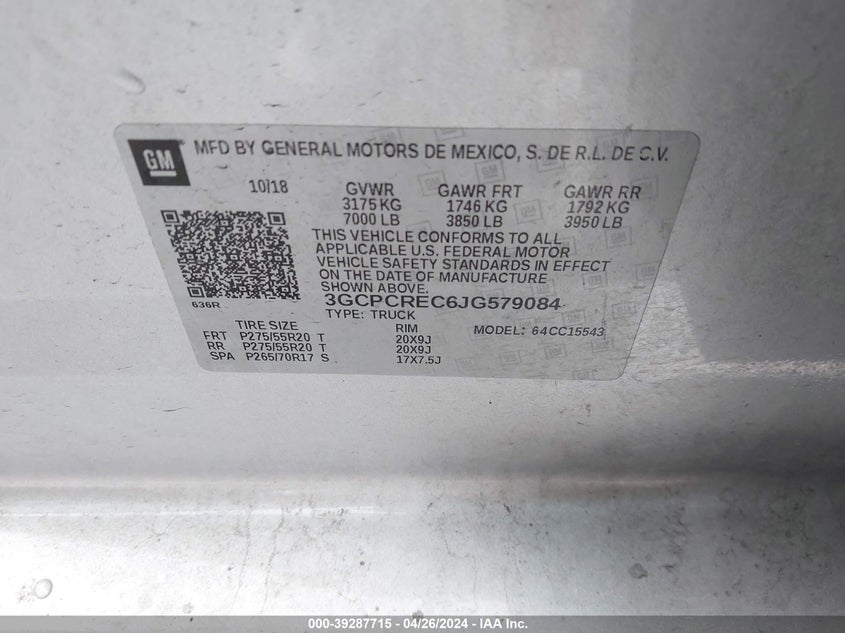 GM MFD BY GENERAL MOTORS DE MEXICO, S. DE R.L. DE C.V.
10/18 GVWR GAWR FRT GAWR RR
3175 KG 1746 KG 1792 KG
7000 LB 3850 LB 3950 LB
THIS VEHICLE CONFORMS TO ALL
APPLICABLE U.S. FEDERAL MOTOR
VEHICLE SAFETY STANDARDS IN EFFECT
ON THE DATE OF MANUFACTURE
SHOWN ABOVE.
636R 3GCPCREC6JG579084
TYPE: TRUCK
TIRE SIZE RIM MODEL: 64CC15543
FRT P275/55R20 T 20X9J
RR P275/55R20 T 20X9J
SPA P265/70R17 S 17X7.5J
000-39287715 - 04/26/2024 - IAA Inc.